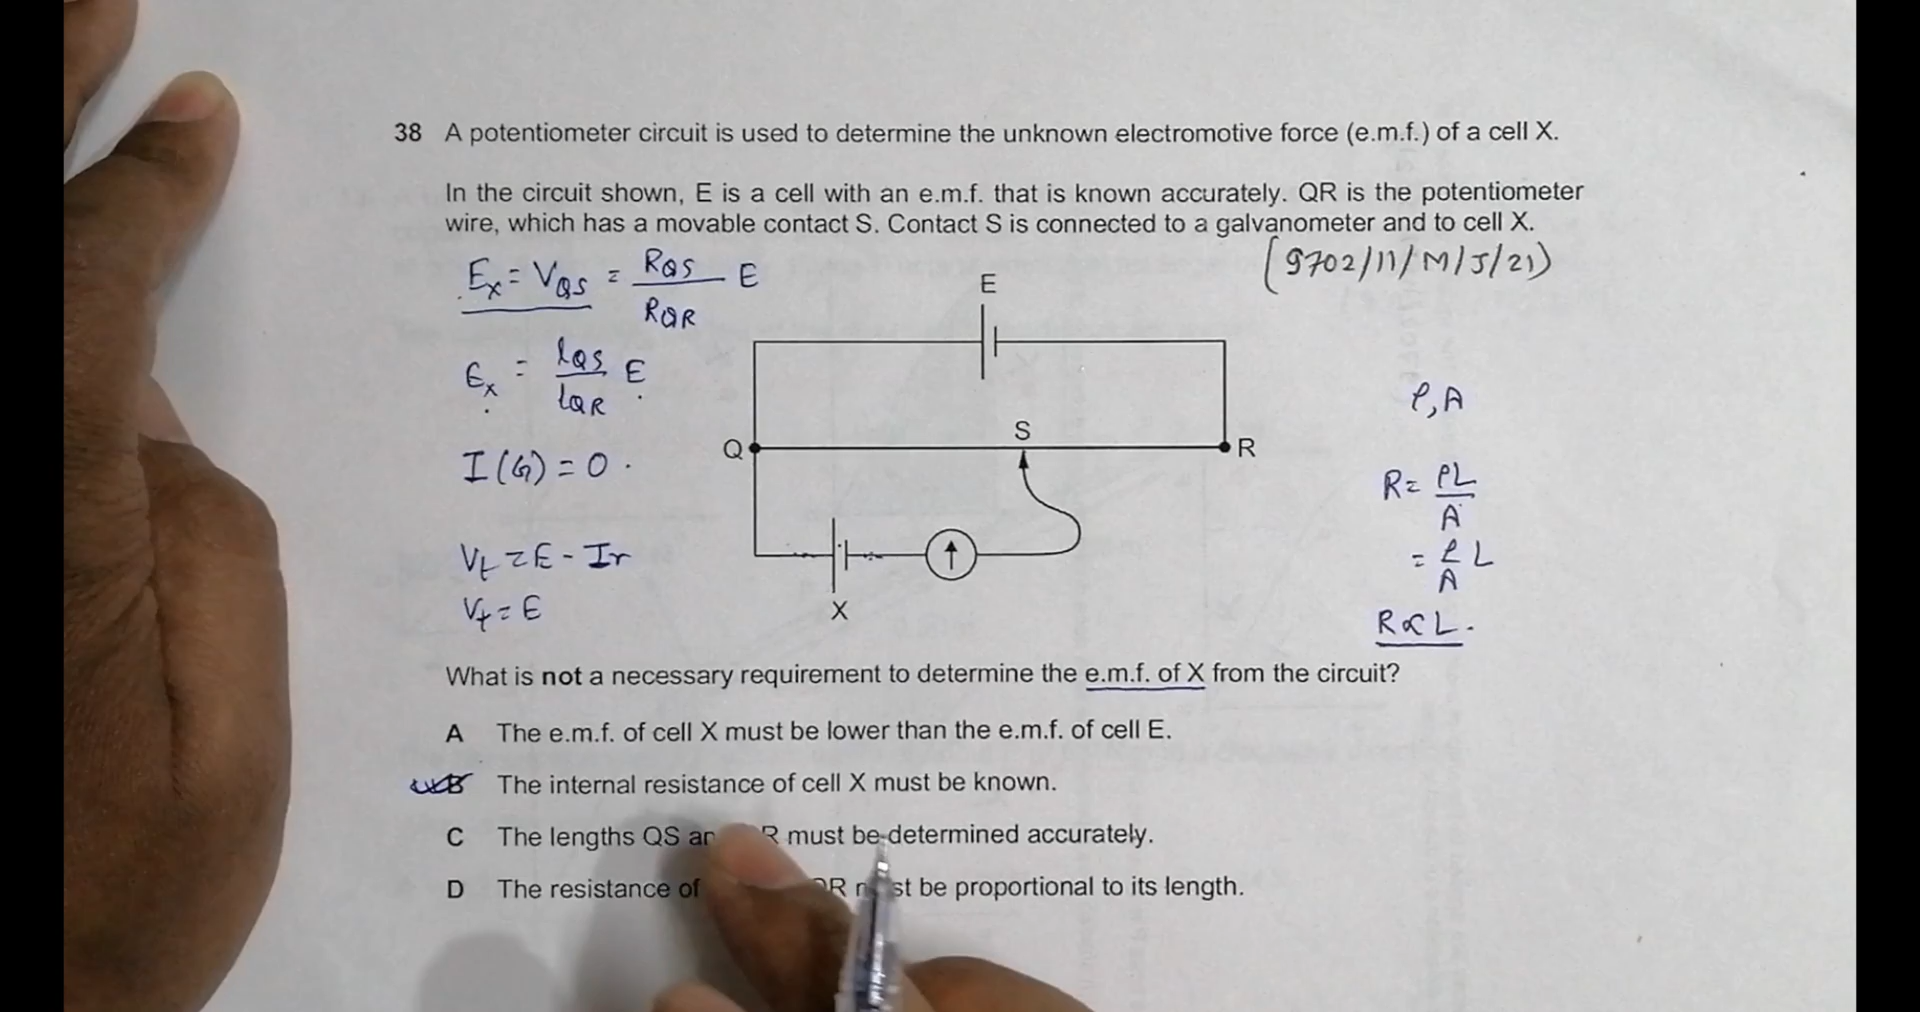 38 A potentiometer circuit is used to determine the unknown electromotive force (e.m.f.) of a cell X.
In the circuit shown, E is a cell with an e.m.f. that is known accurately. QR is the potentiometer
wire, which has a movable contact S. Contact S is connected to a galvanometer and to cell X.
(9702/11/M/J/21)
Ex = VQS = RQS/RQR E
Ex = lQS/lQR E
I(G) = 0.
Vt = E - Ir
Vt = E
E
S
Q
R
X
ρ, A
R = ρL/A
= ρ/A L
R ∝ L.
What is not a necessary requirement to determine the e.m.f. of X from the circuit?
A The e.m.f. of cell X must be lower than the e.m.f. of cell E.
B The internal resistance of cell X must be known.
C The lengths QS must be determined accurately.
D The resistance of QR must be proportional to its length.